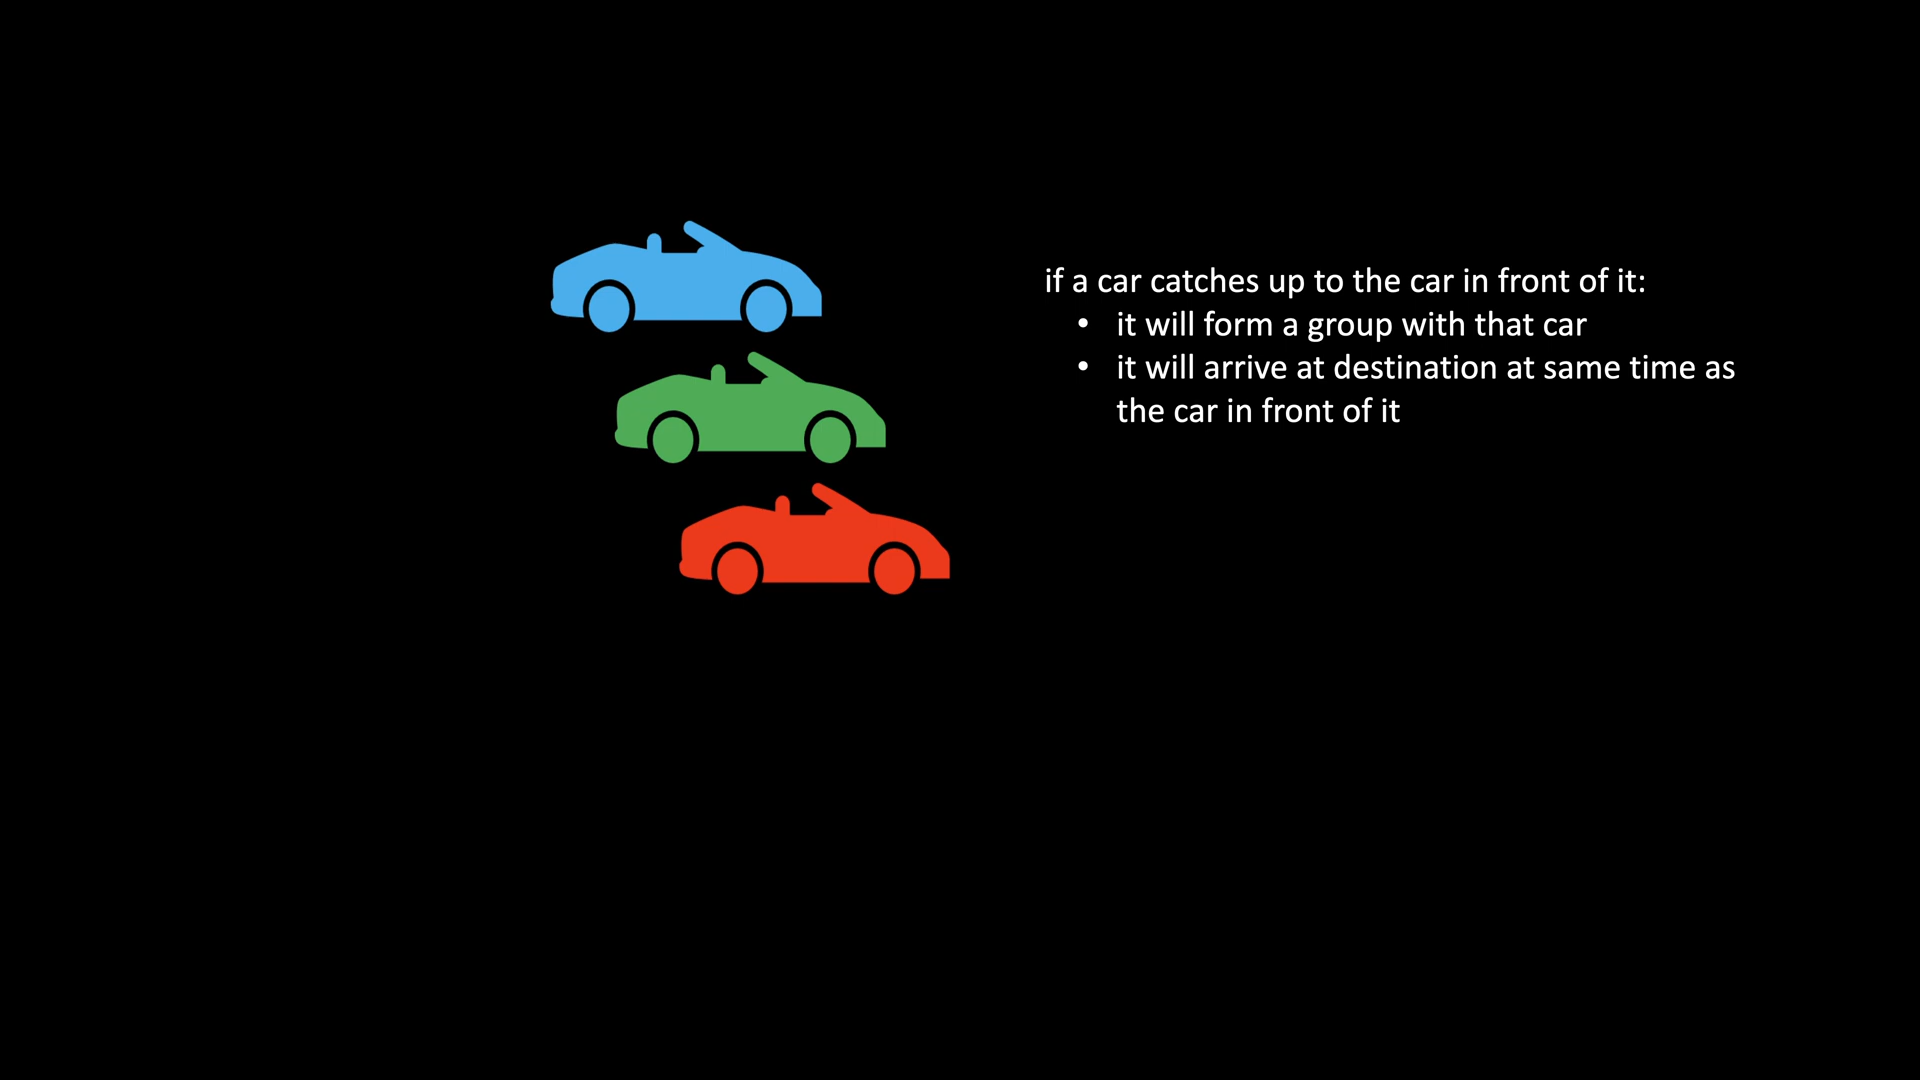 if a car catches up to the car in front of it:
• it will form a group with that car
• it will arrive at destination at same time as
the car in front of it